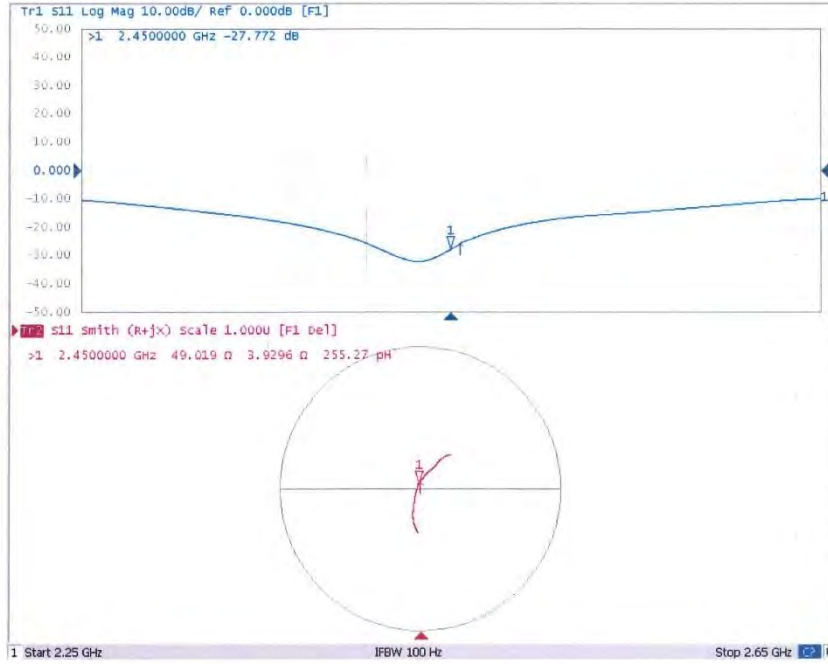 Tr1 S11 Log Mag 10.00dB/ Ref 0.000dB [F1]
50.00
>1 2.4500000 GHz -27.772 dB
40.00
30.00
20.00
10.00
0.000
-10.00
1
-20.00
1
-30.00
-40.00
-50.00
Tr2 S11 Smith (R+jX) Scale 1.000U [F1 Del]
>1 2.4500000 GHz 49.019 Ω 3.9296 Ω 255.27 pH
1
1 Start 2.25 GHz IFBW 100 Hz Stop 2.65 GHz C?